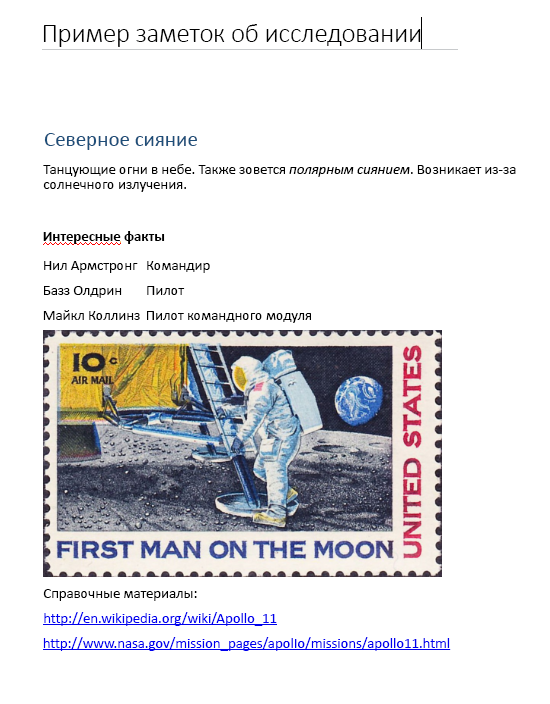 Пример заметок об исследовании
Северное сияние
Танцующие огни в небе. Также зовется полярным сиянием. Возникает из-за
солнечного излучения.
Интересные факты
Нил Армстронг Командир
Базз Олдрин Пилот
Майкл Коллинз Пилот командного модуля
10c
AIR MAIL
UNITED STATES
FIRST MAN ON THE MOON
Справочные материалы:
http://en.wikipedia.org/wiki/Apollo_11
http://www.nasa.gov/mission_pages/apollo/missions/apollo11.html